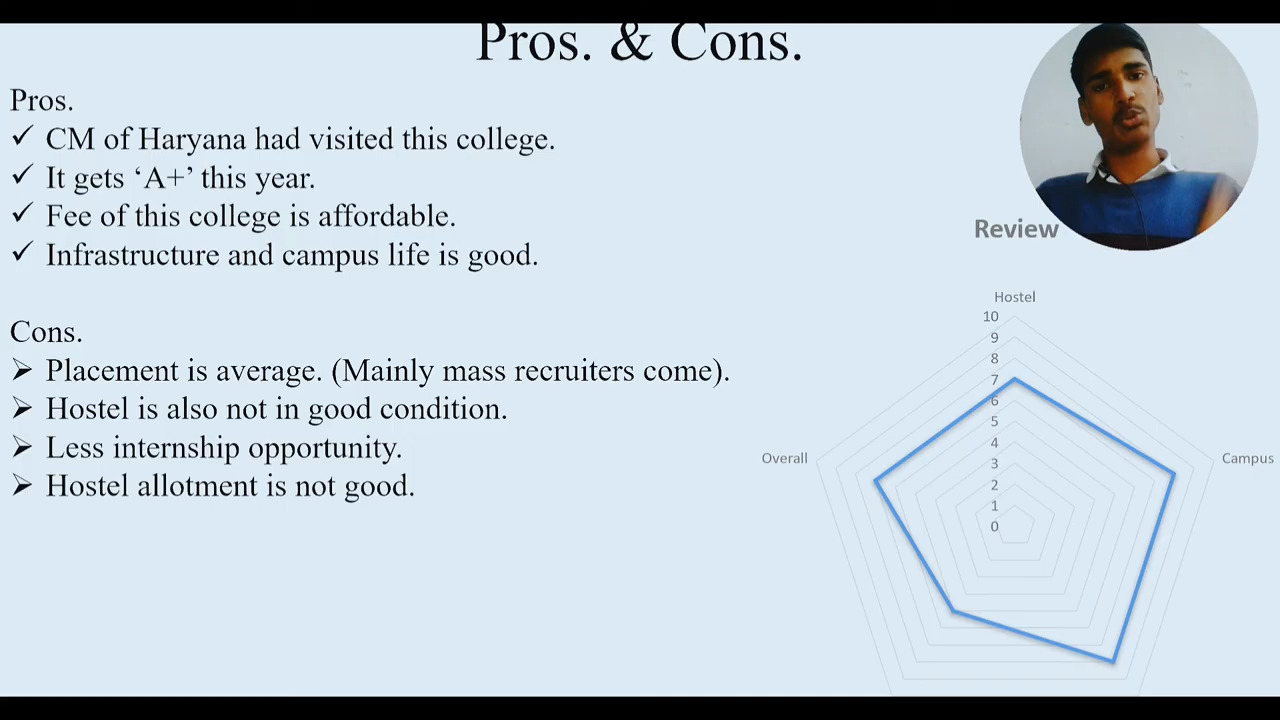 Pros. & Cons.
Pros.
✓ CM of Haryana had visited this college.
✓ It gets ‘A+’ this year.
✓ Fee of this college is affordable.
✓ Infrastructure and campus life is good.
Cons.
➢ Placement is average. (Mainly mass recruiters come).
➢ Hostel is also not in good condition.
➢ Less internship opportunity.
➢ Hostel allotment is not good.
Review
Hostel
10
9
8
7
6
5
4
3
2
1
0
Overall
Campus